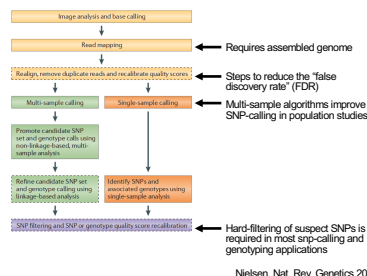 Image analysis and base calling
Read mapping
Requires assembled genome
Realign, remove duplicate reads and recalibrate quality scores
Steps to reduce the “false
discovery rate” (FDR)
Multi-sample calling
Single-sample calling
Multi-sample algorithms improve
SNP-calling in population studies
Promote candidate SNP
set and genotype calls using
non-linkage-based, multi-
sample analysis
Refine candidate SNP set
and genotype calling using
linkage-based analysis
Identify SNPs and
associated genotypes using
single-sample analysis
SNP filtering and SNP or genotype quality score recalibration
Hard-filtering of suspect SNPs is
required in most snp-calling and
genotyping applications
Nielsen, Nat. Rev. Genetics 20